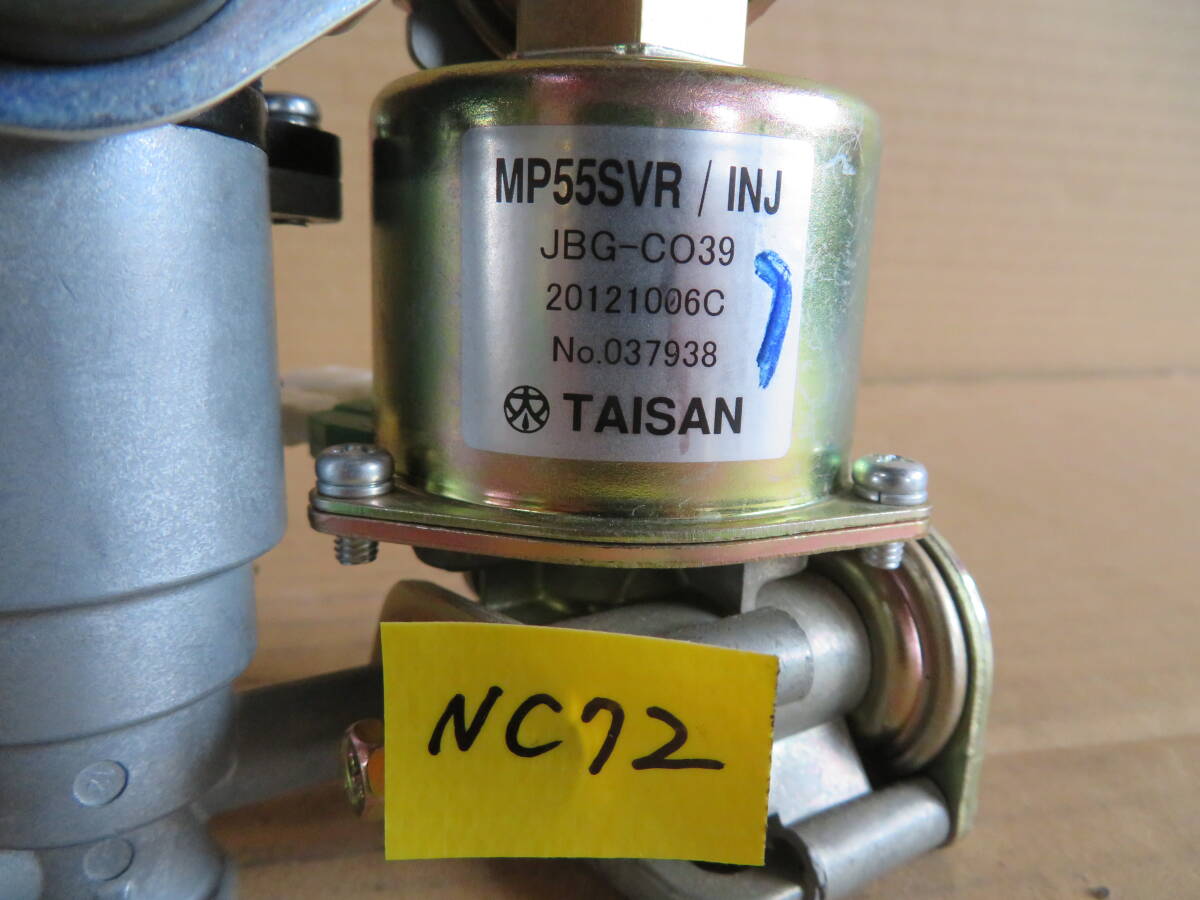 MP55SVR / INJ
JBG-CO39
20121006C
No.037938
TAISAN
NC72